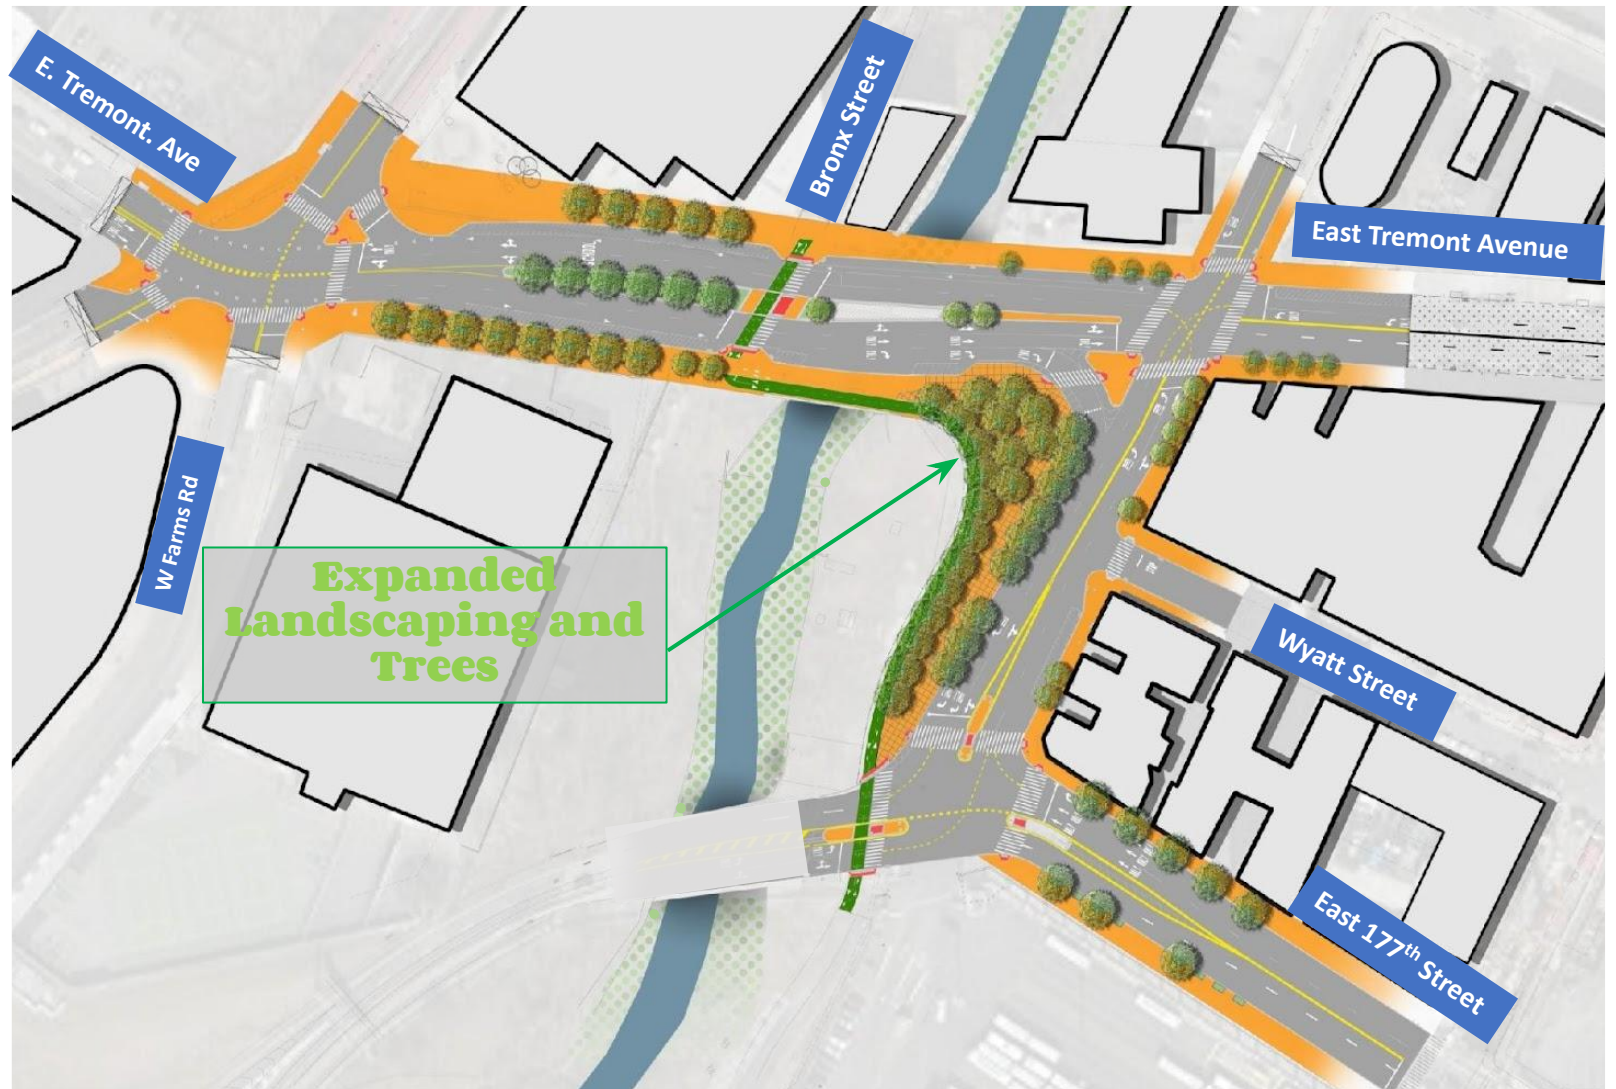 E. Tremont. Ave
Bronx Street
East Tremont Avenue
W Farms Rd
Expanded
Landscaping and
Trees
Wyatt Street
East 177th Street